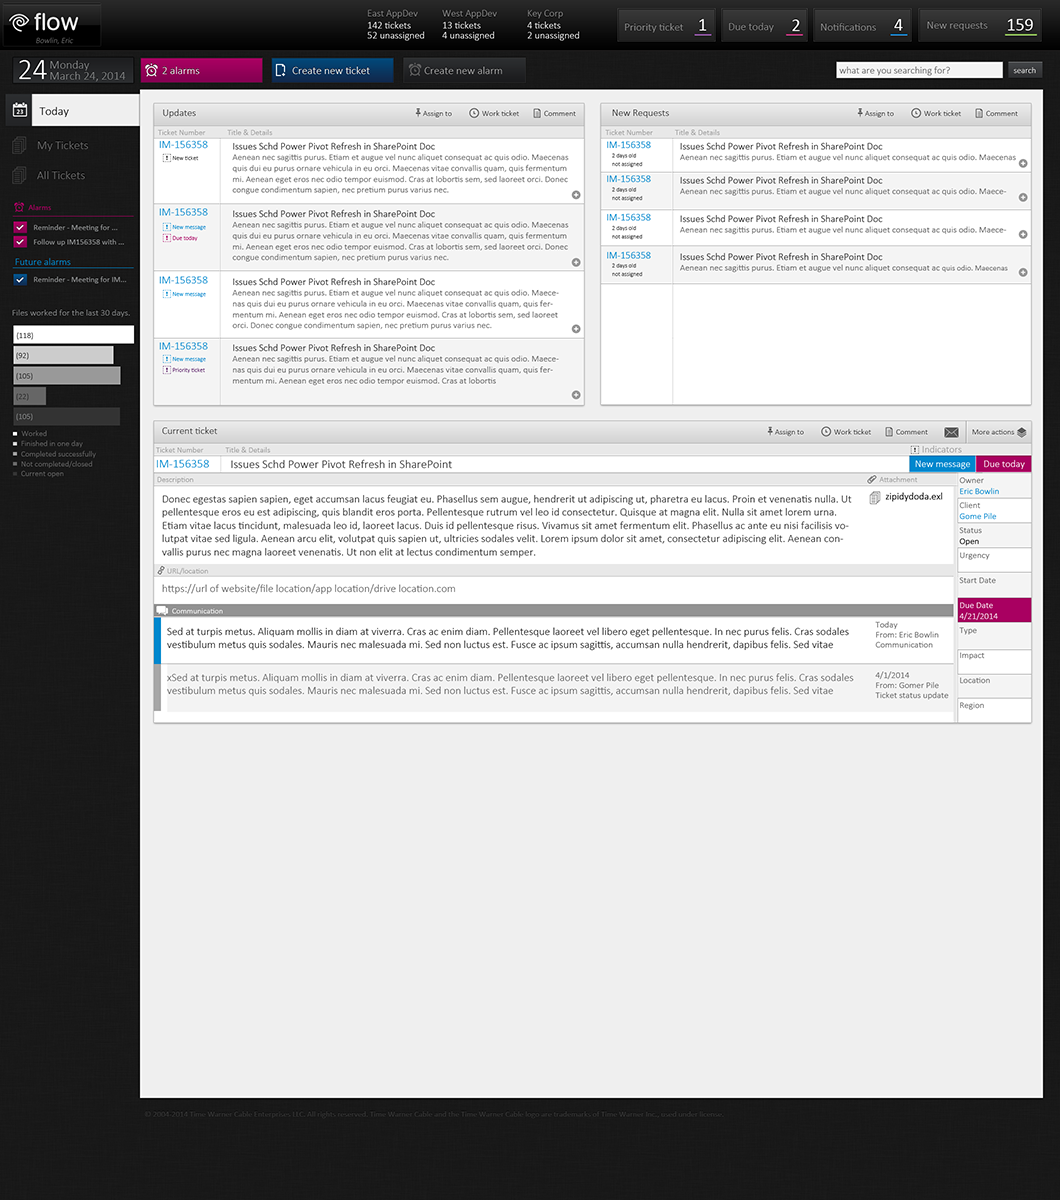 flow
Bowlin, Eric
East AppDev
142 tickets
52 unassigned
West AppDev
13 tickets
4 unassigned
Key Corp
4 tickets
2 unassigned
Priority ticket 1
Due today 2
Notifications 4
New requests 159
24 Monday
March 24, 2014
2 alarms
Create new ticket
Create new alarm
what are you searching for?
search
23
Today
My Tickets
All Tickets
Alarms
Reminder - Meeting for ...
Follow up IM156358 with ...
Future alarms
Reminder - Meeting for IM...
Files worked for the last 30 days.
(118)
(92)
(105)
(22)
(105)
Worked
Finished in one day
Completed successfully
Not completed/closed
Current open
Updates
Assign to
Work ticket
Comment
Ticket Number
Title & Details
IM-156358
New ticket
Issues Schd Power Pivot Refresh in SharePoint Doc
Aenean nec sagittis purus. Etiam et augue vel nunc aliquet consequat ac quis odio. Maecenas
quis dui eu purus ornare vehicula in eu orci. Maecenas vitae convallis quam, quis fermentum
mi. Aenean eget eros nec odio tempor euismod. Cras at lobortis sem, sed laoreet orci. Donec
congue condimentum sapien, nec pretium purus varius nec.
IM-156358
New message
Due today
Issues Schd Power Pivot Refresh in SharePoint Doc
Aenean nec sagittis purus. Etiam et augue vel nunc aliquet consequat ac quis odio. Maecenas
quis dui eu purus ornare vehicula in eu orci. Maecenas vitae convallis quam, quis fermentum
mi. Aenean eget eros nec odio tempor euismod. Cras at lobortis sem, sed laoreet orci. Donec
congue condimentum sapien, nec pretium purus varius nec.
IM-156358
New message
Issues Schd Power Pivot Refresh in SharePoint Doc
Aenean nec sagittis purus. Etiam et augue vel nunc aliquet consequat ac quis odio. Maece-
nas quis dui eu purus ornare vehicula in eu orci. Maecenas vitae convallis quam, quis fer-
mentum mi. Aenean eget eros nec odio tempor euismod. Cras at lobortis sem, sed laoreet
orci. Donec congue condimentum sapien, nec pretium purus varius nec.
IM-156358
New message
Priority ticket
Issues Schd Power Pivot Refresh in SharePoint Doc
Aenean nec sagittis purus. Etiam et augue vel nunc aliquet consequat ac quis odio. Maece-
nas quis dui eu purus ornare vehicula in eu orci. Maecenas vitae convallis quam, quis fer-
mentum mi. Aenean eget eros nec odio tempor euismod. Cras at lobortis
New Requests
Assign to
Work ticket
Comment
Ticket Number
Title & Details
IM-156358
2 days old
not assigned
Issues Schd Power Pivot Refresh in SharePoint Doc
Aenean nec sagittis purus. Etiam et augue vel nunc aliquet consequat ac quis odio. Maecenas
IM-156358
2 days old
not assigned
Issues Schd Power Pivot Refresh in SharePoint Doc
Aenean nec sagittis purus. Etiam et augue vel nunc aliquet consequat ac quis odio. Maece-
IM-156358
2 days old
not assigned
Issues Schd Power Pivot Refresh in SharePoint Doc
Aenean nec sagittis purus. Etiam et augue vel nunc aliquet consequat ac quis odio. Maece-
IM-156358
2 days old
not assigned
Issues Schd Power Pivot Refresh in SharePoint Doc
Aenean nec sagittis purus. Etiam et augue vel nunc aliquet consequat ac quis odio. Maecenas
Current ticket
Assign to
Work ticket
Comment
More actions
Ticket Number
Title & Details
Indicators
IM-156358
Issues Schd Power Pivot Refresh in SharePoint
New message
Due today
Description
Attachment
Donec egestas sapien sapien, eget accumsan lacus feugiat eu. Phasellus sem augue, hendrerit ut adipiscing ut, pharetra eu lacus. Proin et venenatis nulla. Ut
pellentesque eros eu est adipiscing, quis blandit eros porta. Pellentesque rutrum vel leo id consectetur. Quisque at magna elit. Nulla sit amet lorem urna.
Etiam vitae lacus tincidunt, malesuada leo id, laoreet lacus. Duis id pellentesque risus. Vivamus sit amet fermentum elit. Phasellus ac ante eu nisi facilisis vo-
lutpat vitae sed ligula. Aenean arcu elit, volutpat quis sapien ut, ultricies sodales velit. Lorem ipsum dolor sit amet, consectetur adipiscing elit. Aenean con-
vallis purus nec magna laoreet venenatis. Ut non elit at lectus condimentum semper.
zipidydoda.exl
URL/location
https://url of website/file location/app location/drive location.com
Communication
Sed at turpis metus. Aliquam mollis in diam at viverra. Cras ac enim diam. Pellentesque laoreet vel libero eget pellentesque. In nec purus felis. Cras sodales
vestibulum metus quis sodales. Mauris nec malesuada mi. Sed non luctus est. Fusce ac ipsum sagittis, accumsan nulla hendrerit, dapibus felis. Sed vitae
Today
From: Eric Bowlin
Communication
xSed at turpis metus. Aliquam mollis in diam at viverra. Cras ac enim diam. Pellentesque laoreet vel libero eget pellentesque. In nec purus felis. Cras sodales
vestibulum metus quis sodales. Mauris nec malesuada mi. Sed non luctus est. Fusce ac ipsum sagittis, accumsan nulla hendrerit, dapibus felis. Sed vitae
4/1/2014
From: Gomer Pile
Ticket status update
Owner
Eric Bowlin
Client
Gome Pile
Status
Open
Urgency
Start Date
Due Date
4/21/2014
Type
Impact
Location
Region
© 2004-2014 Time Warner Cable Enterprises LLC. All rights reserved. Time Warner Cable and the Time Warner Cable logo are trademarks of Time Warner Inc., used under license.